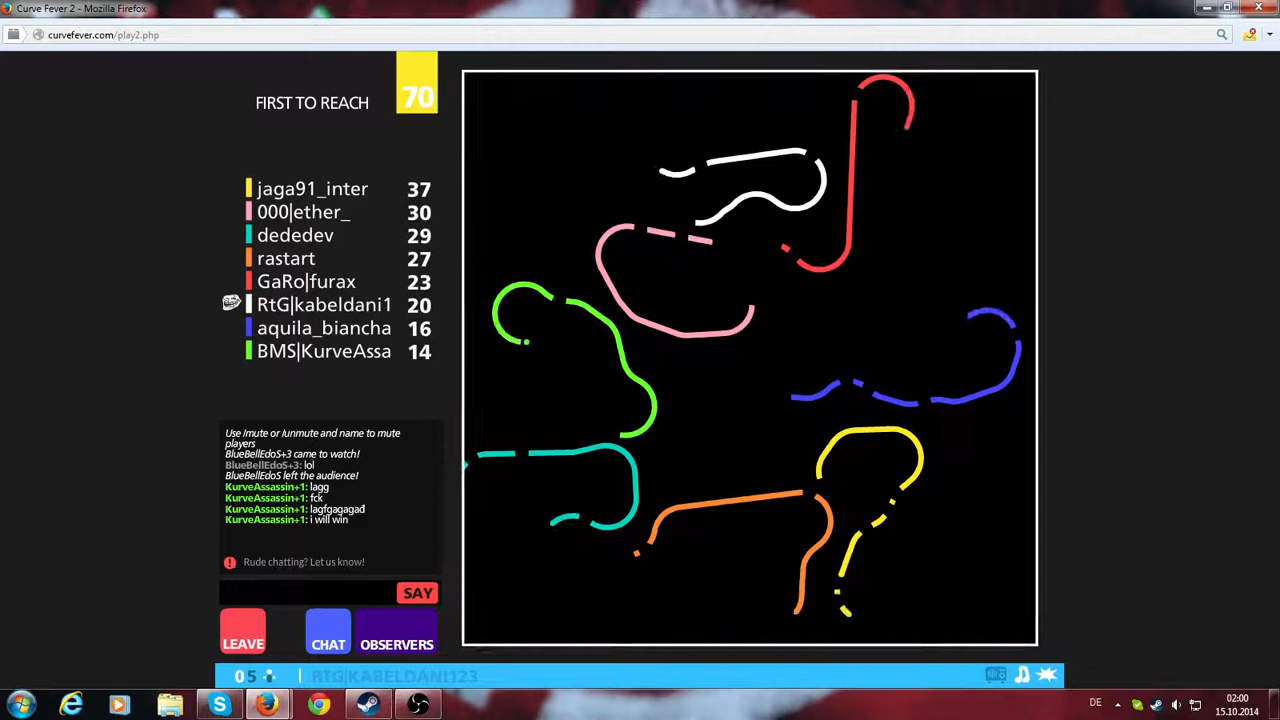 Curve Fever 2 - Mozilla Firefox
curvefever.com/play2.php
FIRST TO REACH 70
jaga91_inter 37
000|ether_ 30
dededev 29
rastart 27
GaRo|furax 23
RtG|kabeldani1 20
aquila_biancha 16
BMS|KurveAssa 14
Use /mute or /unmute and name to mute
players
BlueBellEdoS+3 came to watch!
BlueBellEdoS+3: lol
BlueBellEdoS left the audience!
KurveAssassin+1: lagg
KurveAssassin+1: fck
KurveAssassin+1: lagfgagagad
KurveAssassin+1: i will win
Rude chatting? Let us know!
SAY
LEAVE CHAT OBSERVERS
05 RTG|KABELDANI123
DE 02:00
15.10.2014